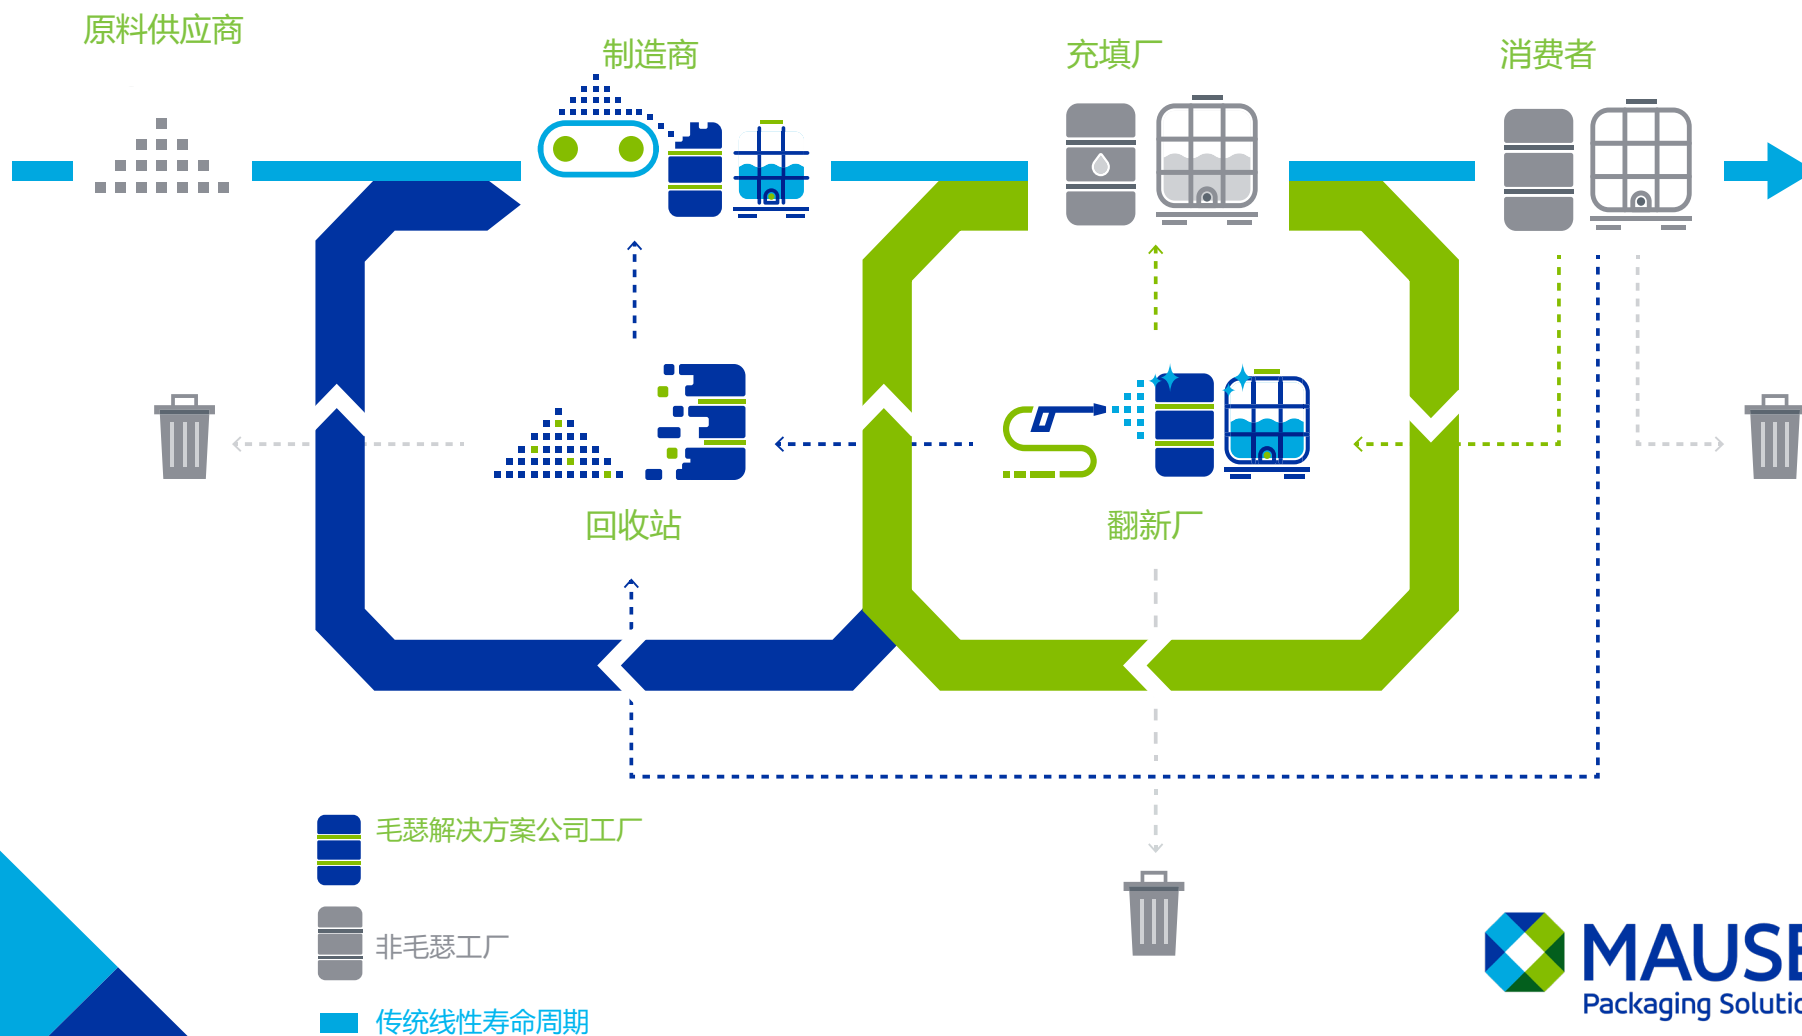 原料供应商
制造商
充填厂
消费者
回收站
翻新厂
毛瑟解决方案公司工厂
非毛瑟工厂
传统线性寿命周期
MAUSE
Packaging Solutio